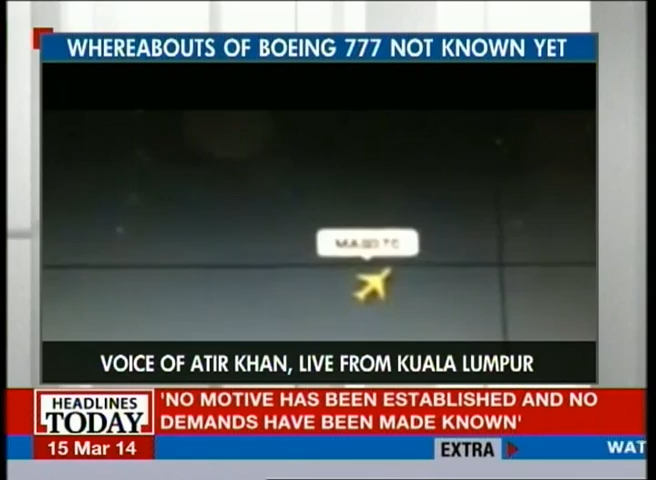 WHEREABOUTS OF BOEING 777 NOT KNOWN YET
VOICE OF ATIR KHAN, LIVE FROM KUALA LUMPUR
HEADLINES
TODAY
'NO MOTIVE HAS BEEN ESTABLISHED AND NO
DEMANDS HAVE BEEN MADE KNOWN'
15 Mar 14
EXTRA
WAT